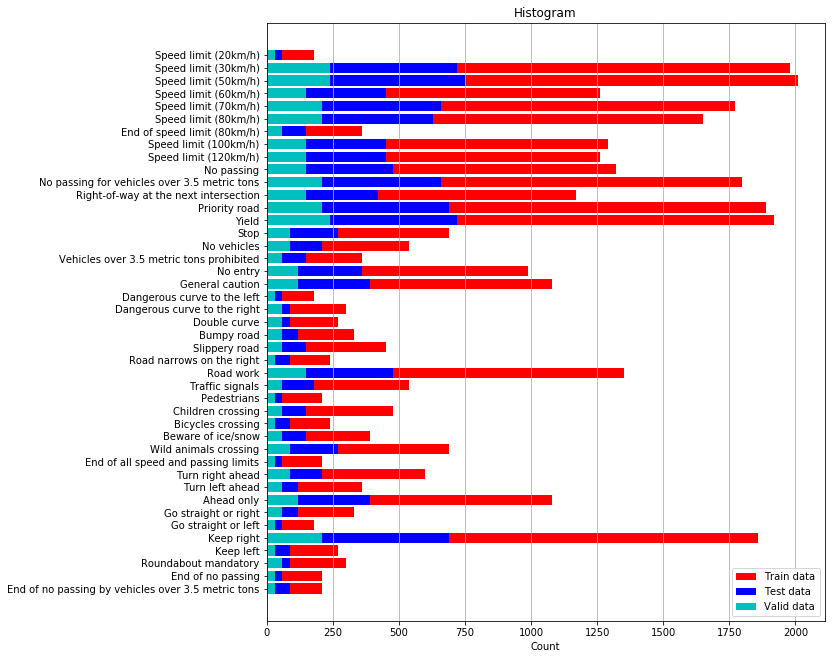 Histogram
Speed limit (20km/h)
Speed limit (30km/h)
Speed limit (50km/h)
Speed limit (60km/h)
Speed limit (70km/h)
Speed limit (80km/h)
End of speed limit (80km/h)
Speed limit (100km/h)
Speed limit (120km/h)
No passing
No passing for vehicles over 3.5 metric tons
Right-of-way at the next intersection
Priority road
Yield
Stop
No vehicles
Vehicles over 3.5 metric tons prohibited
No entry
General caution
Dangerous curve to the left
Dangerous curve to the right
Double curve
Bumpy road
Slippery road
Road narrows on the right
Road work
Traffic signals
Pedestrians
Children crossing
Bicycles crossing
Beware of ice/snow
Wild animals crossing
End of all speed and passing limits
Turn right ahead
Turn left ahead
Ahead only
Go straight or right
Go straight or left
Keep right
Keep left
Roundabout mandatory
End of no passing
End of no passing by vehicles over 3.5 metric tons
Train data
Test data
Valid data
0 250 500 750 1000 1250 1500 1750 2000
Count